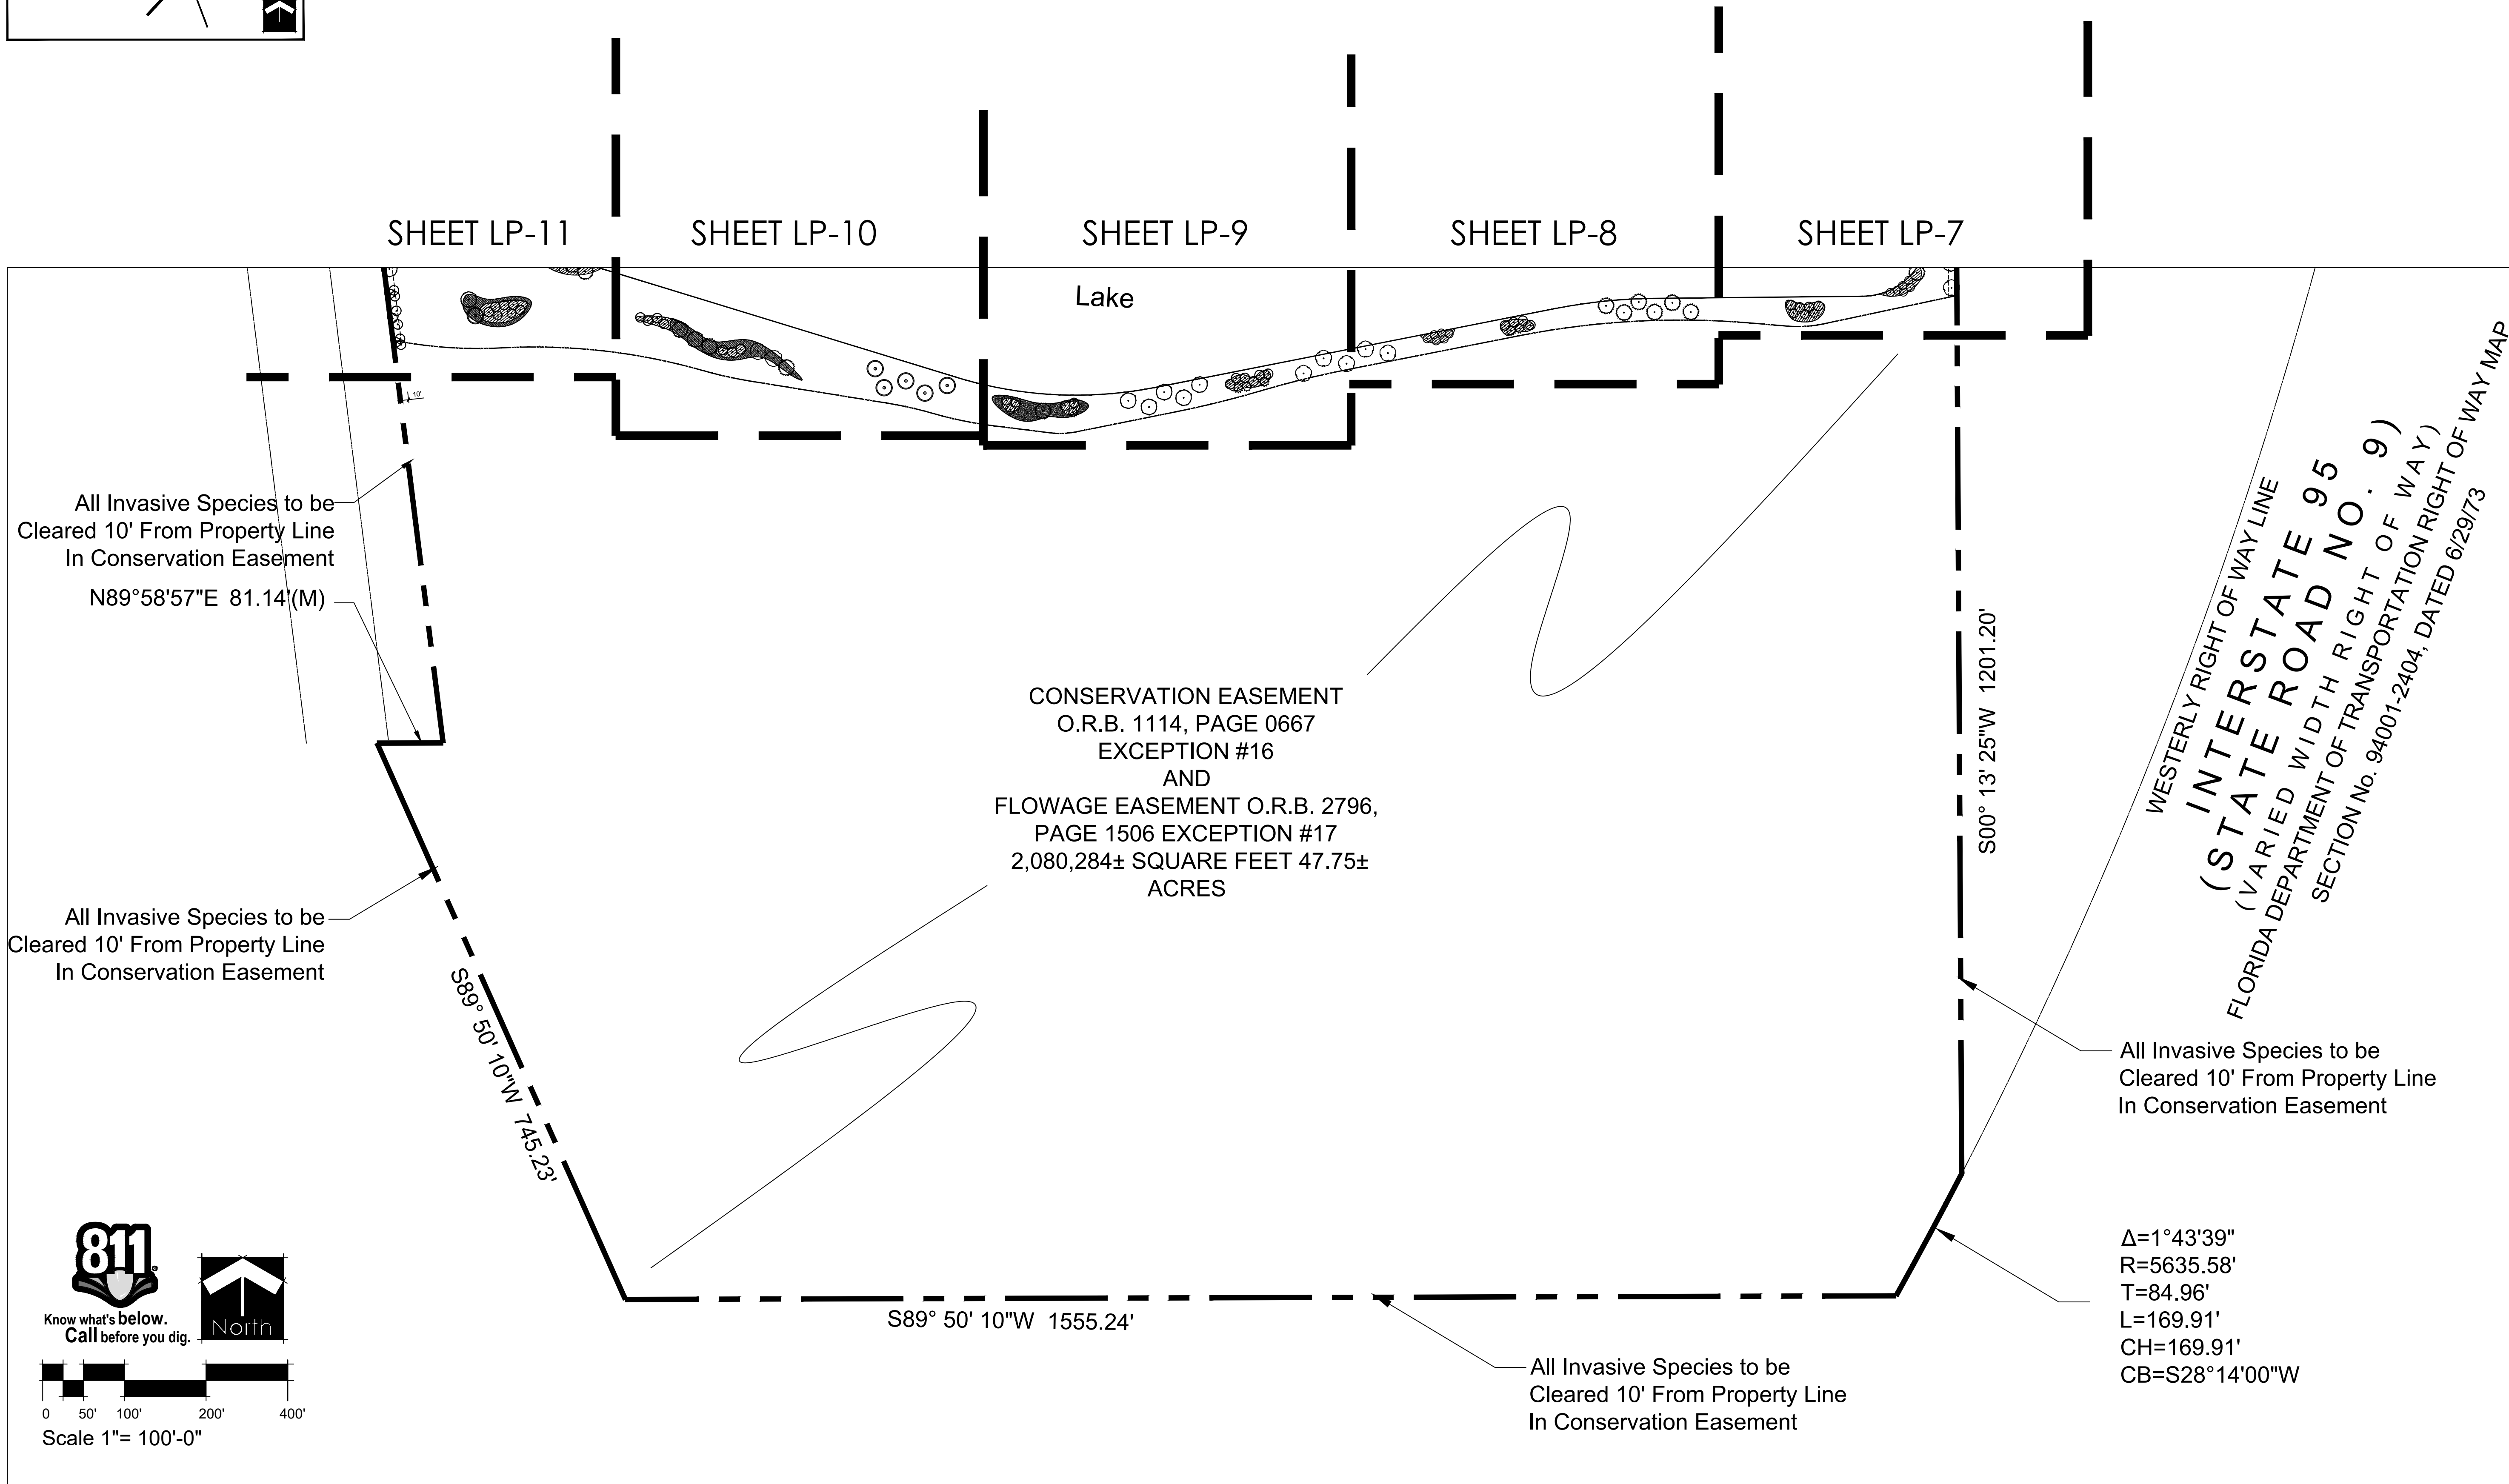 SHEET LP-11
SHEET LP-10
SHEET LP-9
SHEET LP-8
SHEET LP-7
Lake
10'
All Invasive Species to be
Cleared 10' From Property Line
In Conservation Easement
N89°58'57"E 81.14'(M)
CONSERVATION EASEMENT
O.R.B. 1114, PAGE 0667
EXCEPTION #16
AND
FLOWAGE EASEMENT O.R.B. 2796,
PAGE 1506 EXCEPTION #17
2,080,284± SQUARE FEET 47.75±
ACRES
S00° 13' 25"W 1201.20'
WESTERLY RIGHT OF WAY LINE
INTERSTATE 95
(STATE ROAD NO. 9)
(VARIED WIDTH RIGHT OF WAY)
FLORIDA DEPARTMENT OF TRANSPORTATION RIGHT OF WAY MAP
SECTION No. 94001-2404, DATED 6/29/73
All Invasive Species to be
Cleared 10' From Property Line
In Conservation Easement
S89° 50' 10"W 745.23'
All Invasive Species to be
Cleared 10' From Property Line
In Conservation Easement
Δ=1°43'39"
R=5635.58'
T=84.96'
L=169.91'
CH=169.91'
CB=S28°14'00"W
S89° 50' 10"W 1555.24'
All Invasive Species to be
Cleared 10' From Property Line
In Conservation Easement
811
Know what's below.
Call before you dig.
North
0 50' 100' 200' 400'
Scale 1"= 100'-0"